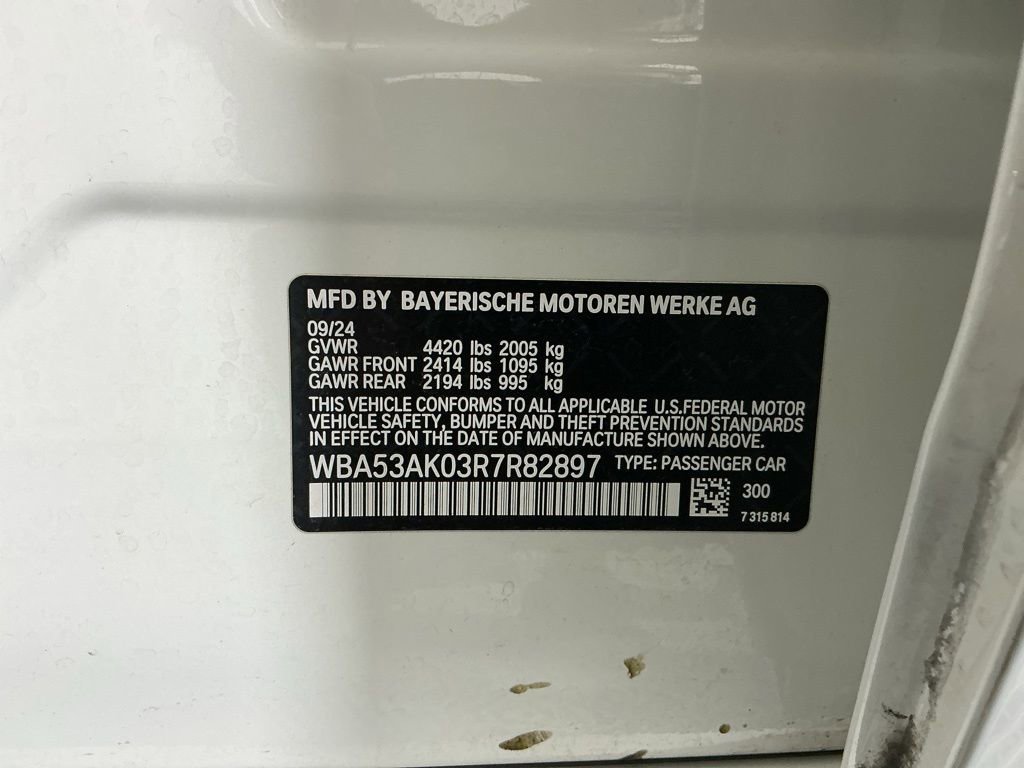 MFD BY BAYERISCHE MOTOREN WERKE AG
09/24
GVWR 4420 lbs 2005 kg
GAWR FRONT 2414 lbs 1095 kg
GAWR REAR 2194 lbs 995 kg
THIS VEHICLE CONFORMS TO ALL APPLICABLE U.S.FEDERAL MOTOR
VEHICLE SAFETY, BUMPER AND THEFT PREVENTION STANDARDS
IN EFFECT ON THE DATE OF MANUFACTURE SHOWN ABOVE.
WBA53AK03R7R82897 TYPE: PASSENGER CAR
300
7 315 814